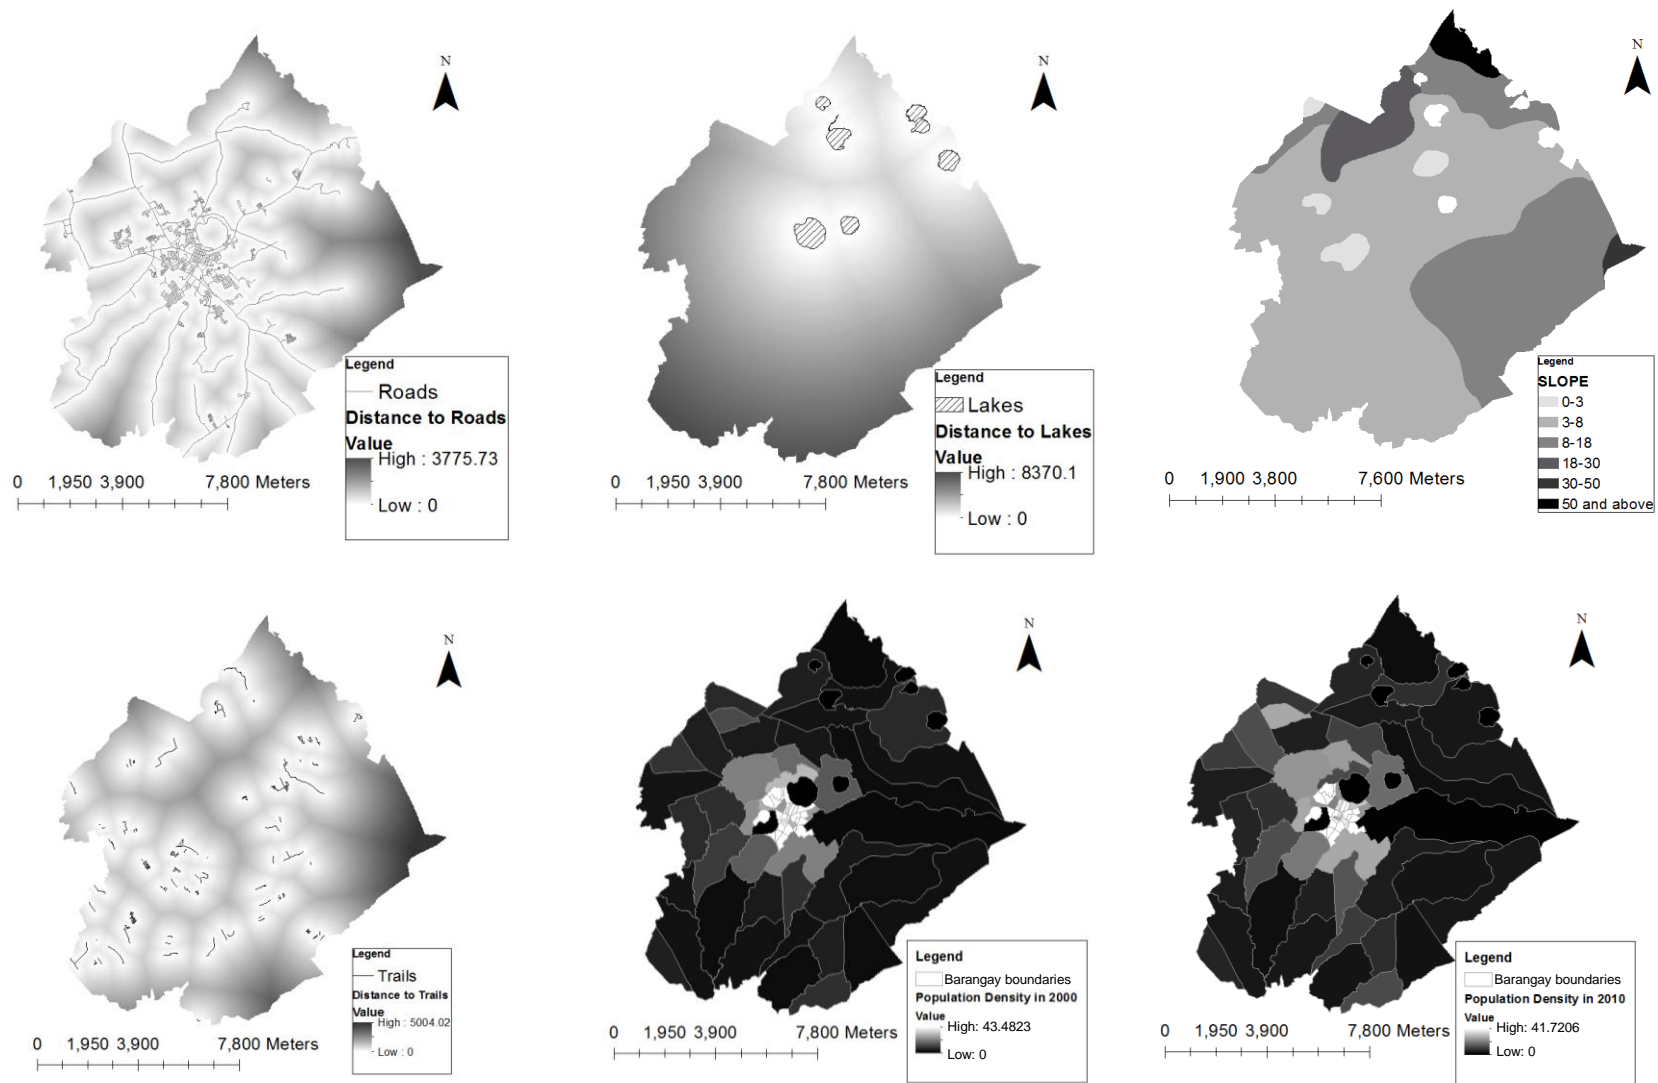 N
Legend
Roads
Distance to Roads
Value
High : 3775.73
Low : 0
0 1,950 3,900 7,800 Meters
N
Legend
Lakes
Distance to Lakes
Value
High : 8370.1
Low : 0
0 1,950 3,900 7,800 Meters
N
Legend
SLOPE
0-3
3-8
8-18
18-30
30-50
50 and above
0 1,900 3,800 7,600 Meters
N
Legend
Trails
Distance to Trails
Value
High : 5004.02
Low : 0
0 1,950 3,900 7,800 Meters
N
Legend
Barangay boundaries
Population Density in 2000
Value
High: 43.4823
Low: 0
0 1,950 3,900 7,800 Meters
N
Legend
Barangay boundaries
Population Density in 2010
Value
High: 41.7206
Low: 0
0 1,950 3,900 7,800 Meters